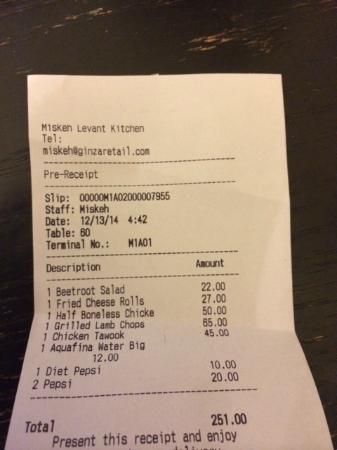 Misken Levant Kitchen
Tel:
miskeh@ginzaretail.com
Pre-Receipt
Slip: 00000M1A02000007955
Staff: Miskeh
Date: 12/13/14 4:42
Table: 60
Terminal No.: M1A01
Description Amount
1 Beetroot Salad 22.00
1 Fried Cheese Rolls 27.00
1 Half Boneless Chicke 50.00
1 Grilled Lamb Chops 65.00
1 Chicken Tawook 45.00
1 Aquafina Water Big
12.00
1 Diet Pepsi 10.00
2 Pepsi 20.00
Total 251.00
Present this receipt and enjoy
delivery